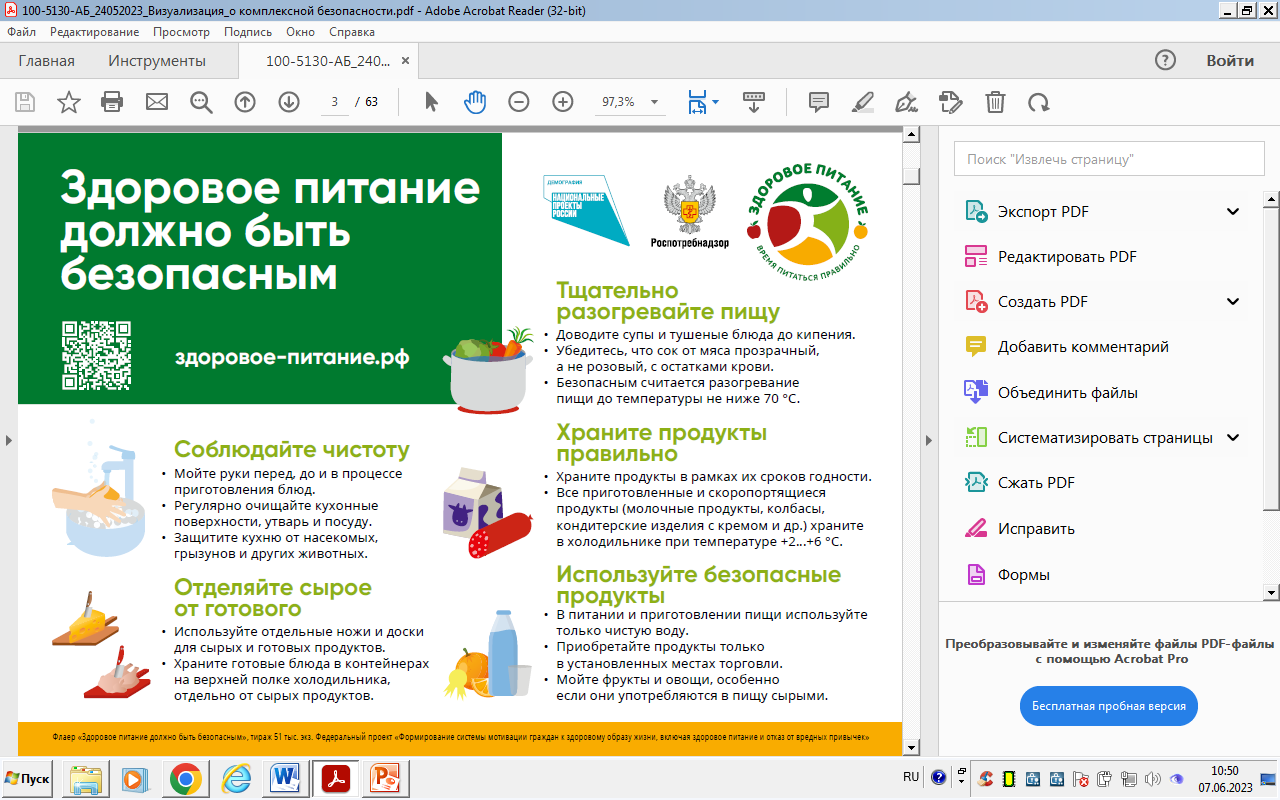 100-5130-АБ_24052023_Визуализация_о комплексной безопасности.pdf - Adobe Acrobat Reader (32-bit)
Файл Редактирование Просмотр Подпись Окно Справка
Главная Инструменты 100-5130-АБ_240... × Войти
3 / 63 97,3%
Здоровое питание
должно быть
безопасным
здоровое-питание.рф
ДЕМОГРАФИЯ
НАЦИОНАЛЬНЫЕ
ПРОЕКТЫ
РОССИИ
Роспотребнадзор
ЗДОРОВОЕ ПИТАНИЕ
ВРЕМЯ ПИТАТЬСЯ ПРАВИЛЬНО
Соблюдайте чистоту
• Мойте руки перед, до и в процессе
приготовления блюд.
• Регулярно очищайте кухонные
поверхности, утварь и посуду.
• Защитите кухню от насекомых,
грызунов и других животных.
Отделяйте сырое
от готового
• Используйте отдельные ножи и доски
для сырых и готовых продуктов.
• Храните готовые блюда в контейнерах
на верхней полке холодильника,
отдельно от сырых продуктов.
Тщательно
разогревайте пищу
• Доводите супы и тушеные блюда до кипения.
• Убедитесь, что сок от мяса прозрачный,
а не розовый, с остатками крови.
• Безопасным считается разогревание
пищи до температуры не ниже 70 °С.
Храните продукты
правильно
• Храните продукты в рамках их сроков годности.
• Все приготовленные и скоропортящиеся
продукты (молочные продукты, колбасы,
кондитерские изделия с кремом и др.) храните
в холодильнике при температуре +2...+6 °С.
Используйте безопасные
продукты
• В питании и приготовлении пищи используйте
только чистую воду.
• Приобретайте продукты только
в установленных местах торговли.
• Мойте фрукты и овощи, особенно
если они употребляются в пищу сырыми.
Флаер «Здоровое питание должно быть безопасным», тираж 51 тыс. экз. Федеральный проект «Формирование системы мотивации граждан к здоровому образу жизни, включая здоровое питание и отказ от вредных привычек»
Поиск "Извлечь страницу"
Экспорт PDF
Редактировать PDF
Создать PDF
Добавить комментарий
Объединить файлы
Систематизировать страницы
Сжать PDF
Исправить
Формы
Преобразовывайте и изменяйте файлы PDF-файлы
с помощью Acrobat Pro
Бесплатная пробная версия
Пуск
RU
10:50
07.06.2023